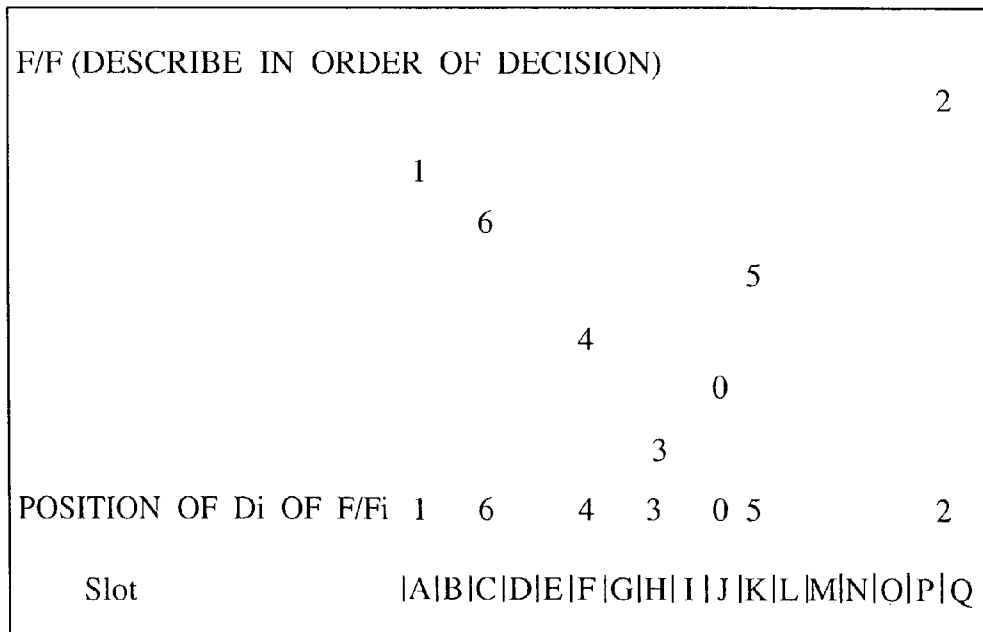 F/F (DESCRIBE IN ORDER OF DECISION)
2
1
6
5
4
0
3
POSITION OF Di OF F/Fi 1 6 4 3 0 5 2
Slot |A|B|C|D|E|F|G|H|I|J|K|L|M|N|O|P|Q